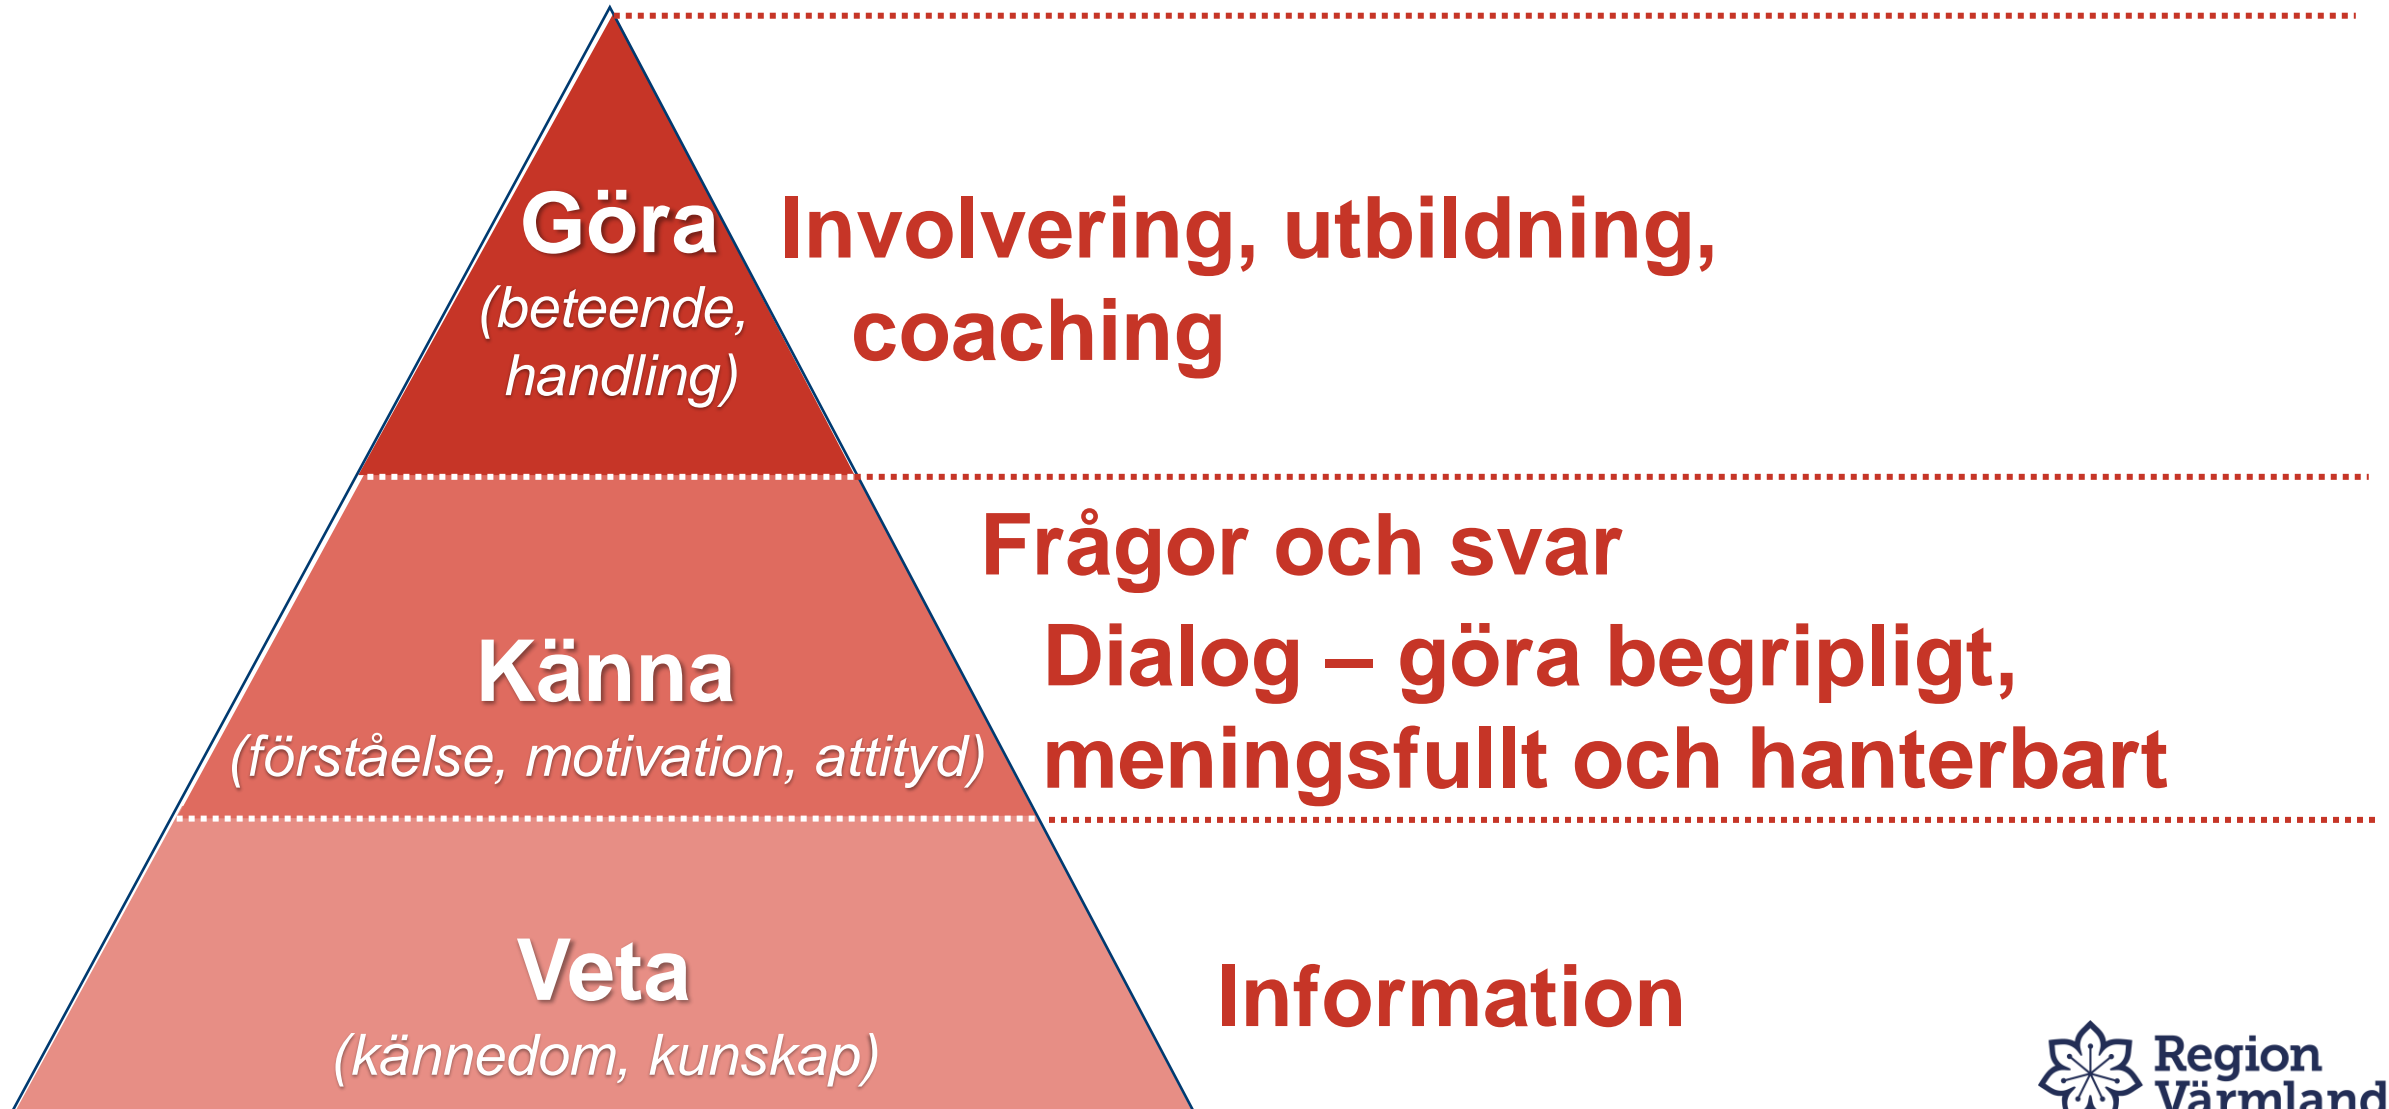 Göra
(beteende,
handling)
Involvering, utbildning,
coaching
Känna
(förståelse, motivation, attityd)
Frågor och svar
Dialog – göra begripligt,
meningsfullt och hanterbart
Veta
(kännedom, kunskap)
Information
Region
Värmland